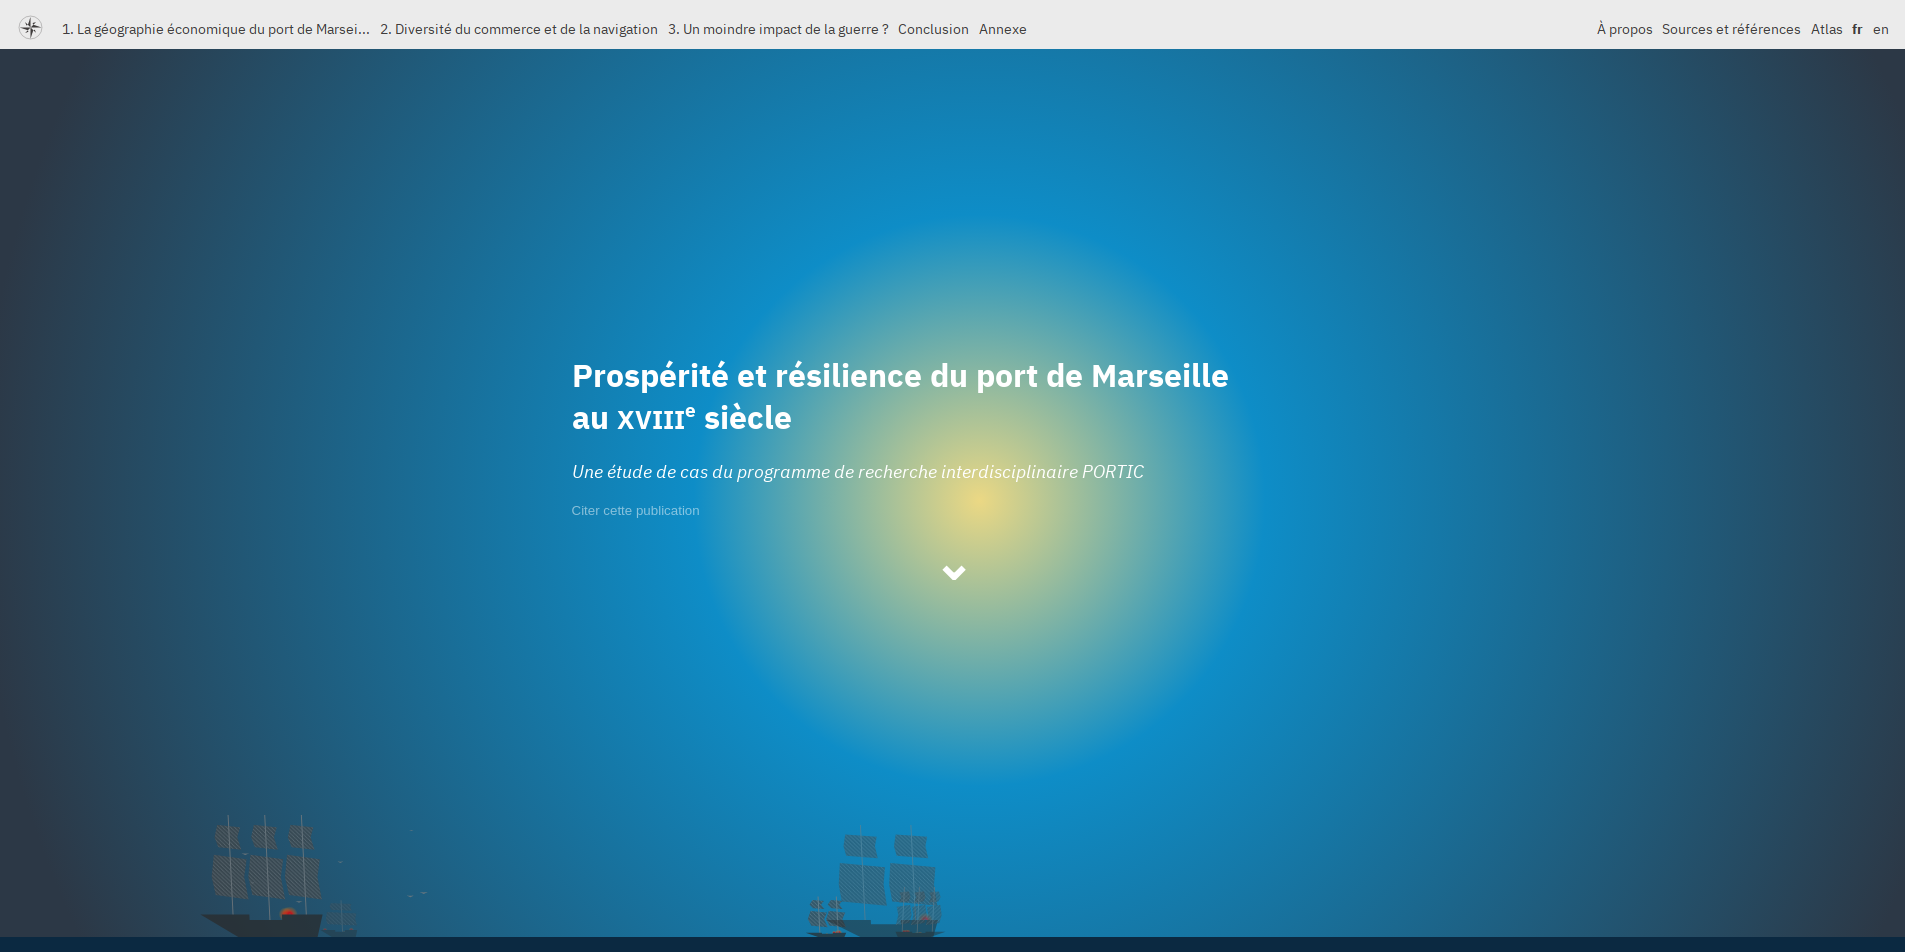 1. La géographie économique du port de Marsei... 2. Diversité du commerce et de la navigation 3. Un moindre impact de la guerre ? Conclusion Annexe À propos Sources et références Atlas fr en
Prospérité et résilience du port de Marseille
au XVIIIe siècle
Une étude de cas du programme de recherche interdisciplinaire PORTIC
Citer cette publication